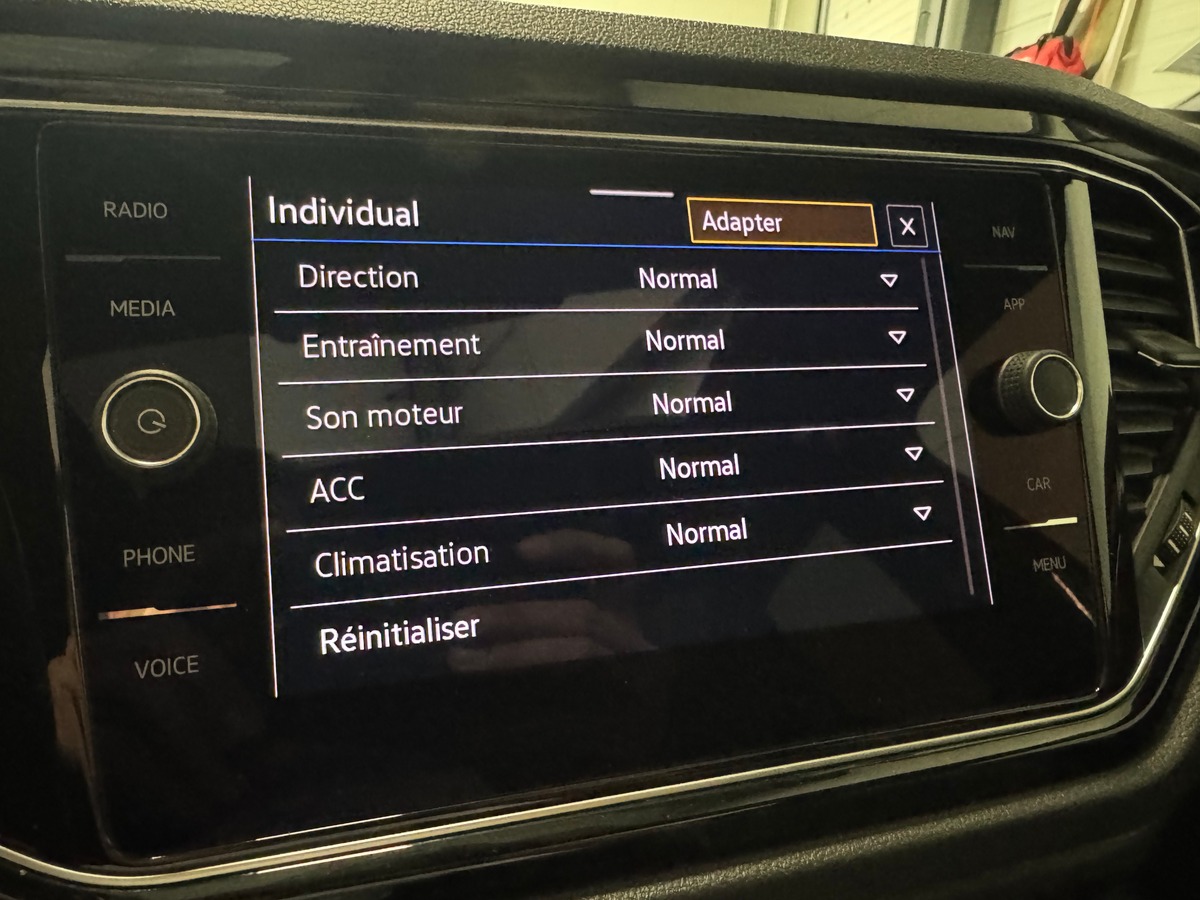 RADIO
MEDIA
PHONE
VOICE
Individual
Adapter
X
Direction Normal
Entraînement Normal
Son moteur Normal
ACC Normal
Climatisation Normal
Réinitialiser
NAV
APP
CAR
MENU